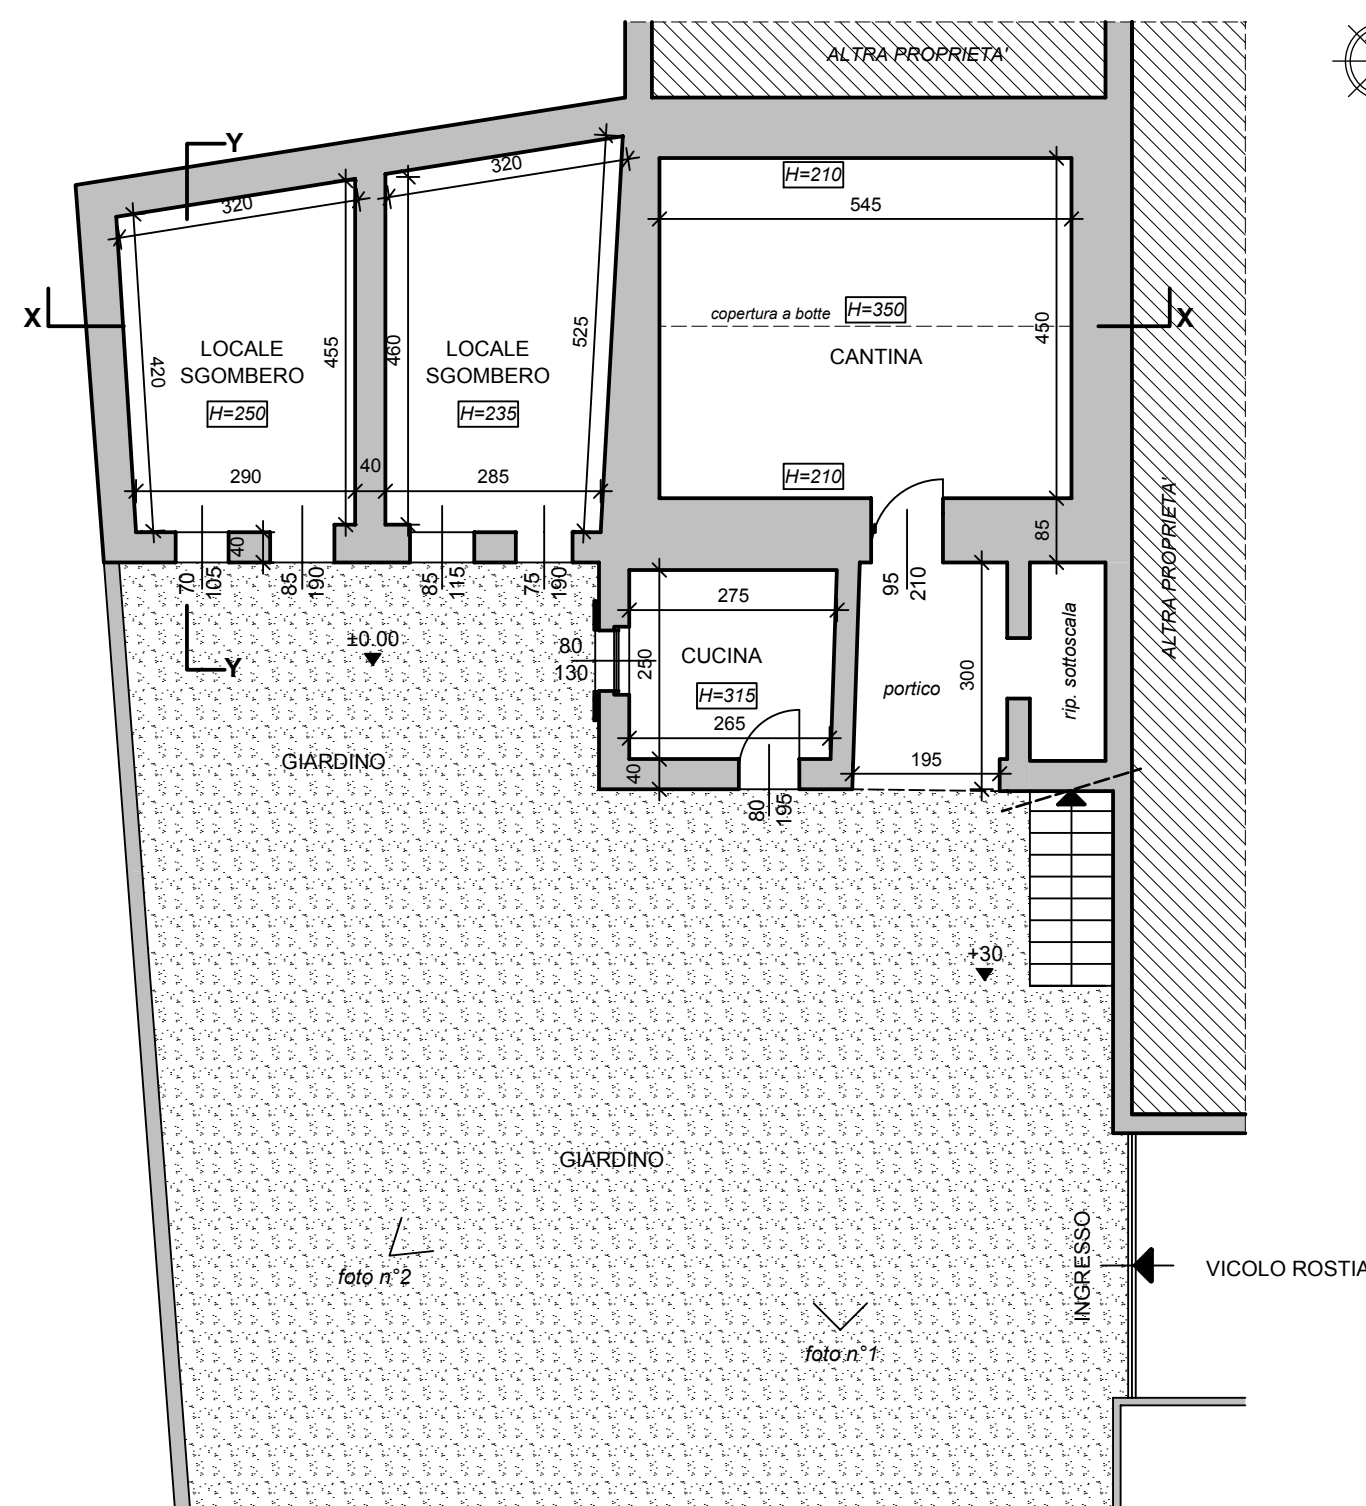 ALTRA PROPRIETA'
Y
320
320
H=210
545
X
copertura a botte
H=350
X
CANTINA
450
LOCALE
SGOMBERO
H=250
420
455
460
LOCALE
SGOMBERO
H=235
525
290
40
285
H=210
85
ALTRA PROPRIETA'
40
70
105
85
190
85
115
75
190
95
210
275
±0.00
80
130
250
CUCINA
H=315
265
portico
300
rip. sottoscala
Y
GIARDINO
40
80
195
195
+30
GIARDINO
INGRESSO
VICOLO ROSTIA
foto n°2
foto n°1